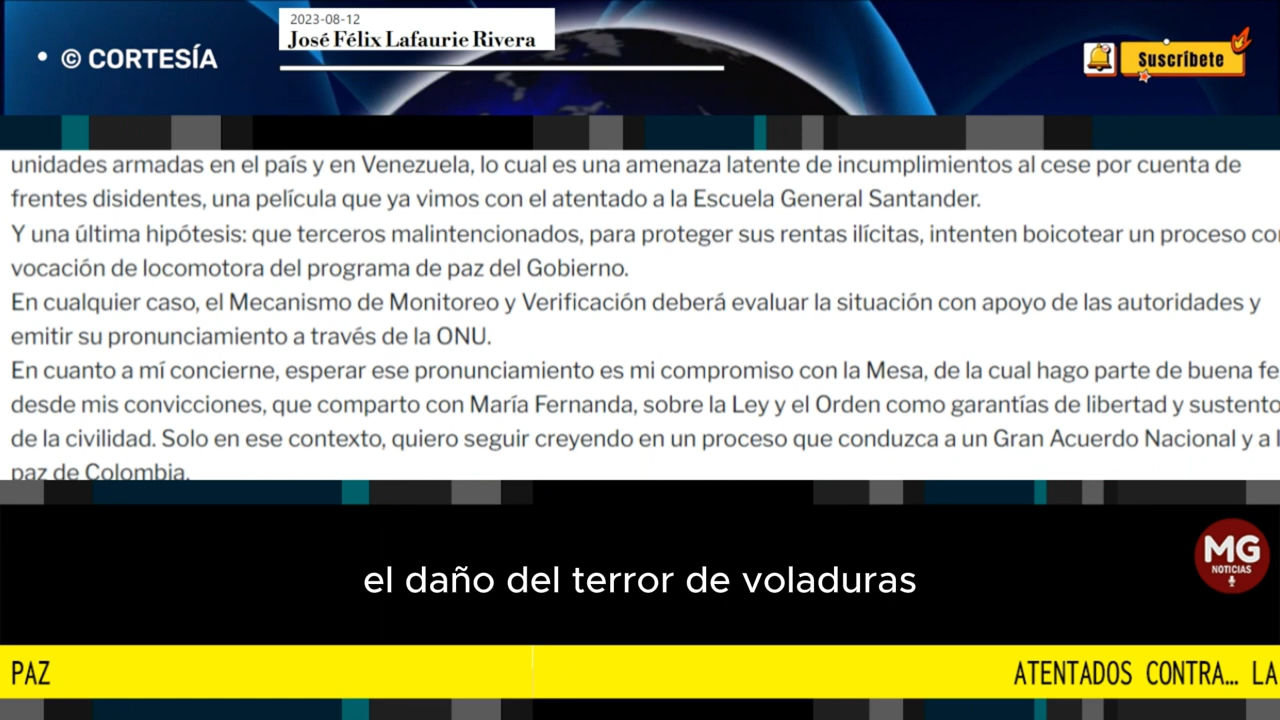 2023-08-12
José Félix Lafaurie Rivera
• © CORTESÍA
Suscríbete
unidades armadas en el país y en Venezuela, lo cual es una amenaza latente de incumplimientos al cese por cuenta de
frentes disidentes, una película que ya vimos con el atentado a la Escuela General Santander.
Y una última hipótesis: que terceros malintencionados, para proteger sus rentas ilícitas, intenten boicotear un proceso
vocación de locomotora del programa de paz del Gobierno.
En cualquier caso, el Mecanismo de Monitoreo y Verificación deberá evaluar la situación con apoyo de las autoridades y
emitir su pronunciamiento a través de la ONU.
En cuanto a mí concierne, esperar ese pronunciamiento es mi compromiso con la Mesa, de la cual hago parte de buena fe
desde mis convicciones, que comparto con María Fernanda, sobre la Ley y el Orden como garantías de libertad y sustento
de la civilidad. Solo en ese contexto, quiero seguir creyendo en un proceso que conduzca a un Gran Acuerdo Nacional y a
paz de Colombia.
el daño del terror de voladuras
MG
NOTICIAS
PAZ ATENTADOS CONTRA... LA